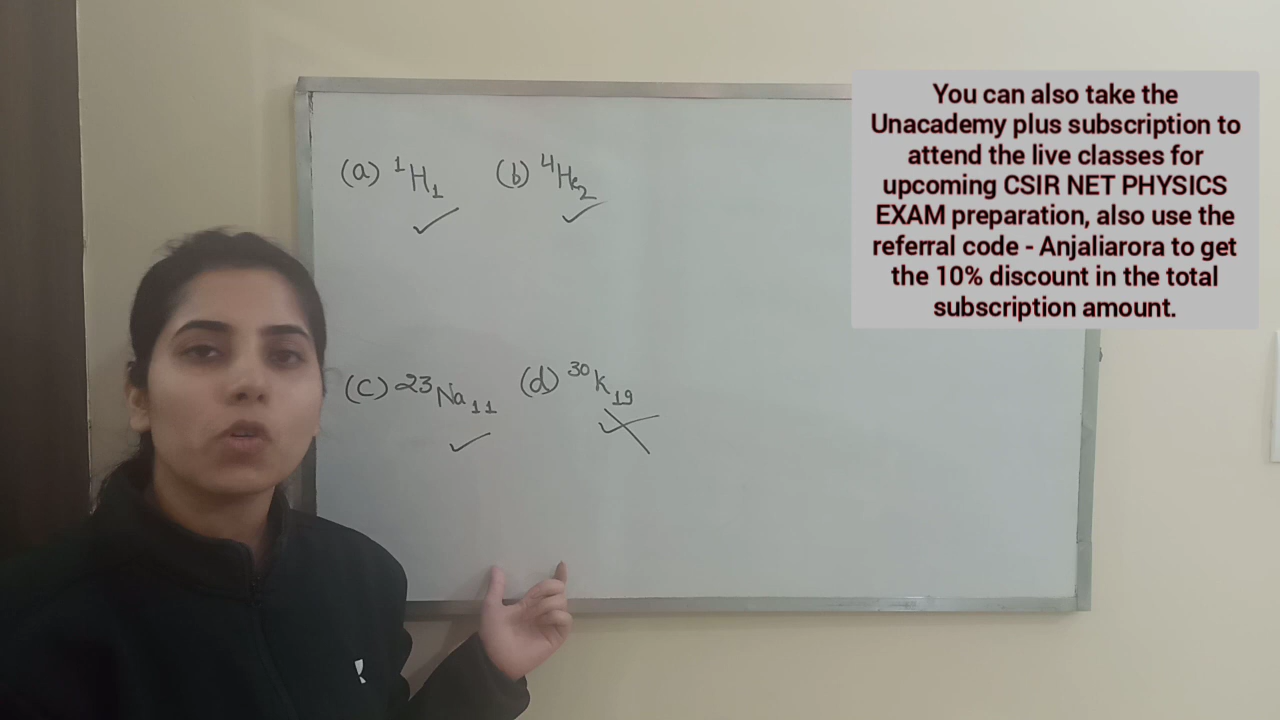 (a) ¹H₁ (b) ⁴He₂
(c) ²³Na₁₁ (d) ³⁰K₁₉
You can also take the
Unacademy plus subscription to
attend the live classes for
upcoming CSIR NET PHYSICS
EXAM preparation, also use the
referral code - Anjaliarora to get
the 10% discount in the total
subscription amount.